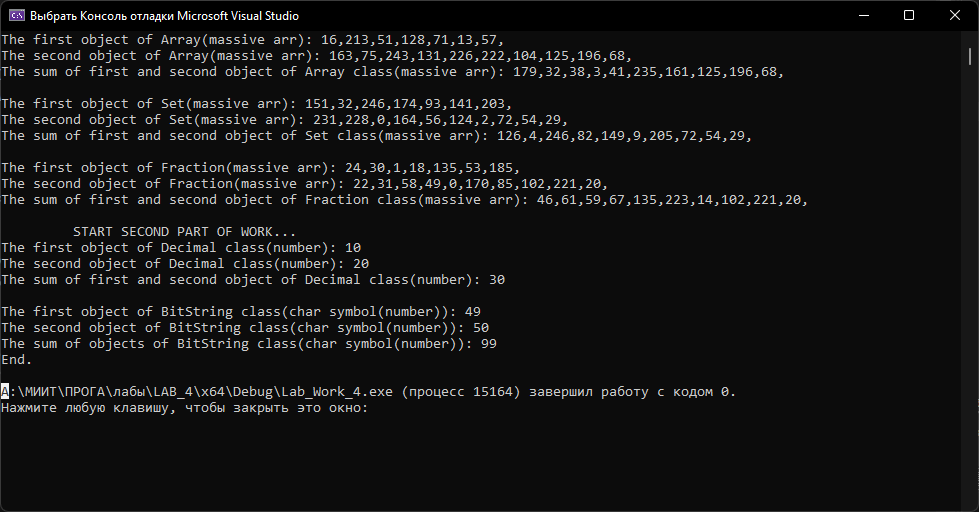 Выбрать Консоль отладки Microsoft Visual Studio
The first object of Array(massive arr): 16,213,51,128,71,13,57,
The second object of Array(massive arr): 163,75,243,131,226,222,104,125,196,68,
The sum of first and second object of Array class(massive arr): 179,32,38,3,41,235,161,125,196,68,
The first object of Set(massive arr): 151,32,246,174,93,141,203,
The second object of Set(massive arr): 231,228,0,164,56,124,2,72,54,29,
The sum of first and second object of Set class(massive arr): 126,4,246,82,149,9,205,72,54,29,
The first object of Fraction(massive arr): 24,30,1,18,135,53,185,
The second object of Fraction(massive arr): 22,31,58,49,0,170,85,102,221,20,
The sum of first and second object of Fraction class(massive arr): 46,61,59,67,135,223,14,102,221,20,
START SECOND PART OF WORK...
The first object of Decimal class(number): 10
The second object of Decimal class(number): 20
The sum of first and second object of Decimal class(number): 30
The first object of BitString class(char symbol(number)): 49
The second object of BitString class(char symbol(number)): 50
The sum of objects of BitString class(char symbol(number)): 99
End.
A:\МИИТ\ПРОГА\лабы\LAB_4\x64\Debug\Lab_Work_4.exe (процесс 15164) завершил работу с кодом 0.
Нажмите любую клавишу, чтобы закрыть это окно: